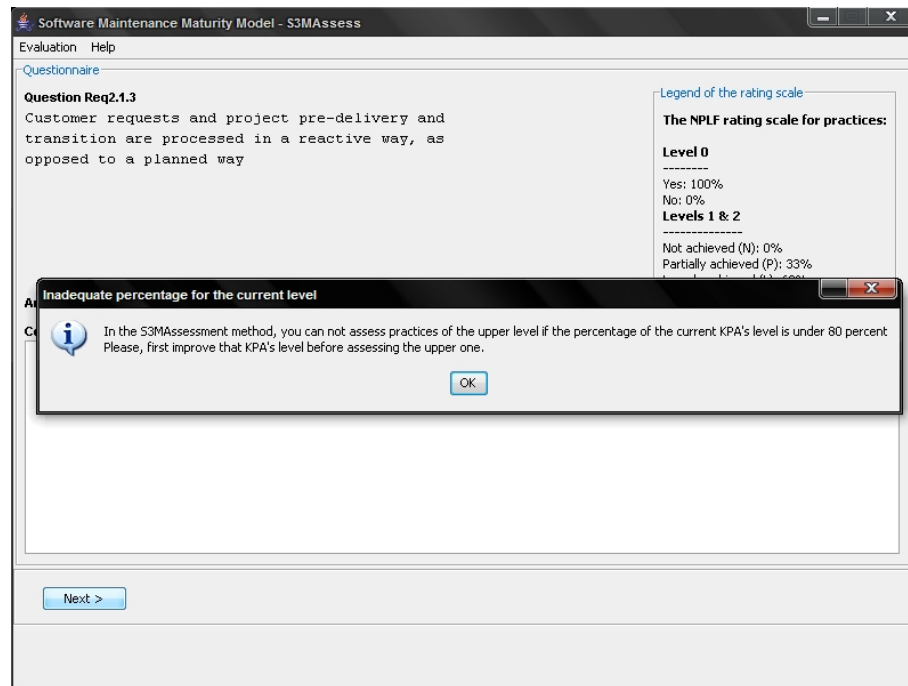 Software Maintenance Maturity Model - S3MAssess
Evaluation Help
Questionnaire
Question Req2.1.3
Customer requests and project pre-delivery and
transition are processed in a reactive way, as
opposed to a planned way
Legend of the rating scale
The NPLF rating scale for practices:
Level 0
--------
Yes: 100%
No: 0%
Levels 1 & 2
--------------
Not achieved (N): 0%
Partially achieved (P): 33%
Inadequate percentage for the current level
In the S3MAssessment method, you can not assess practices of the upper level if the percentage of the current KPA's level is under 80 percent
Please, first improve that KPA's level before assessing the upper one.
OK
Next >